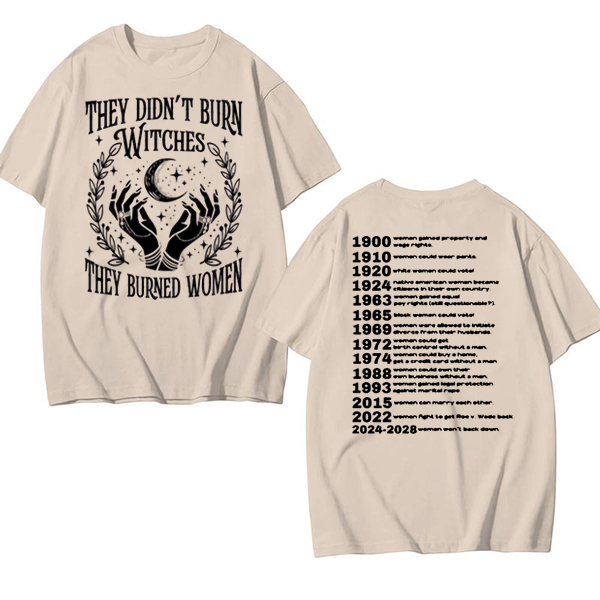 THEY DIDN'T BURN
WITCHES
THEY BURNED WOMEN
1900 women gained property and
wage rights.
1910 women could wear pants.
1920 white women could vote!
1924 native american women became
citizens in their own country.
1963 women gained equal
pay rights (still questionable?).
1965 black women could vote!
1969 women were allowed to initiate
divorce from their husbands.
1972 women could get
birth control without a man.
1974 women could buy a home,
get a credit card without a man
1988 women could own their
own business without a man.
1993 women gained legal protection
against marital rape
2015 women can marry each other.
2022 women fight to get Roe v. Wade back.
2024-2028 women won't back down.